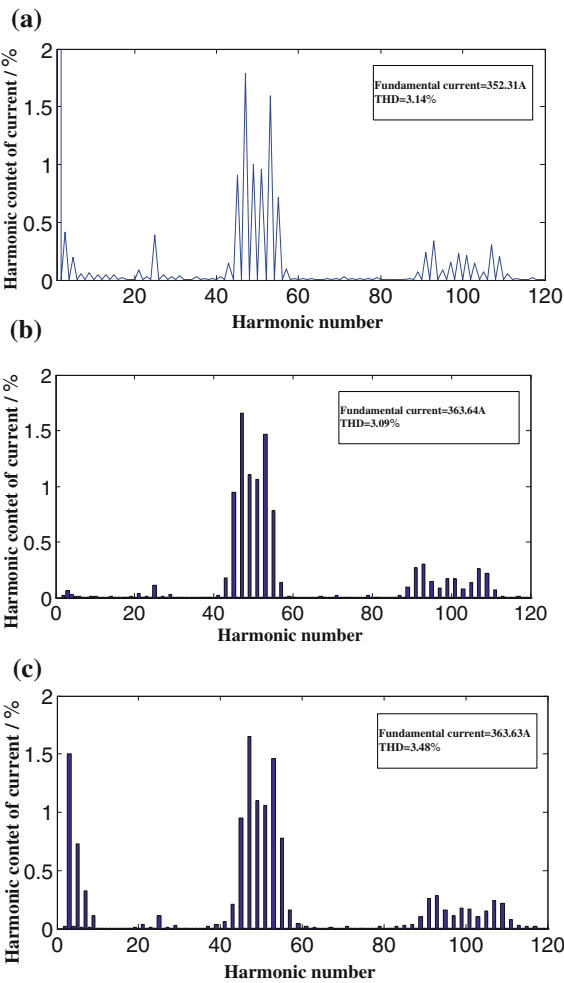 (a)
Harmonic contet of current / %
2
1.5
1
0.5
0
Fundamental current=352.31A
THD=3.14%
20 40 60 80 100 120
Harmonic number
(b)
Harmonic contet of current / %
2
1.5
1
0.5
0
Fundamental current=363.64A
THD=3.09%
0 20 40 60 80 100 120
Harmonic number
(c)
Harmonic contet of current / %
2
1.5
1
0.5
0
Fundamental current=363.63A
THD=3.48%
0 20 40 60 80 100 120
Harmonic number